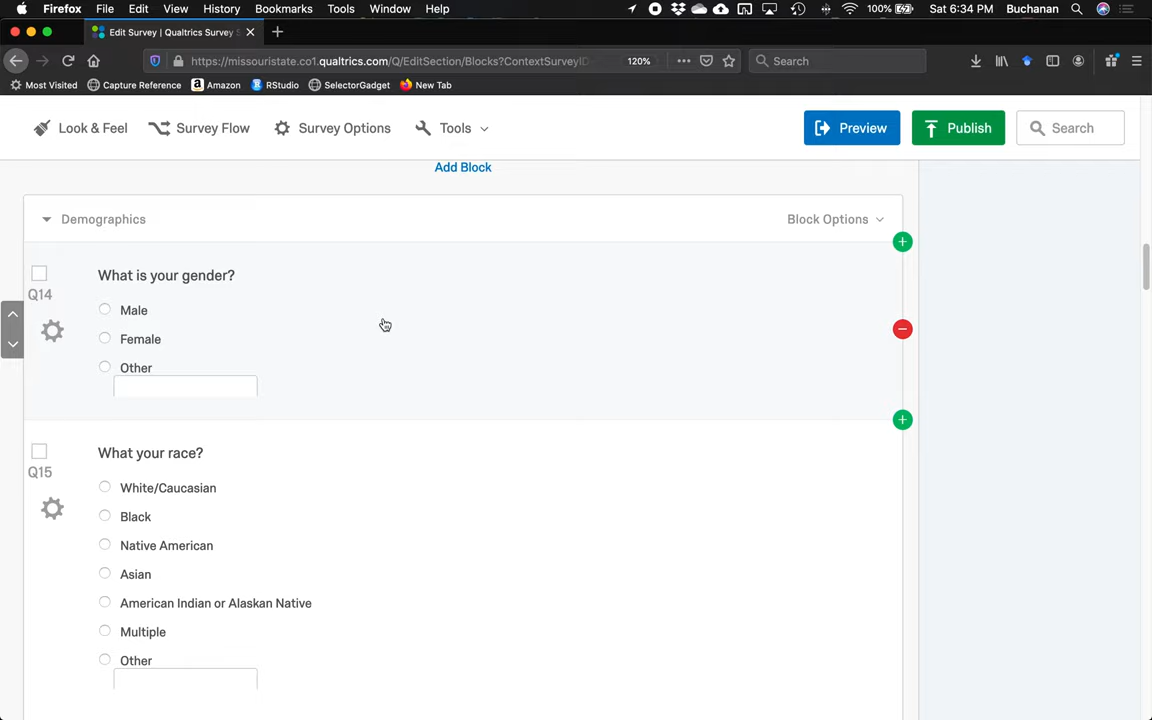 Firefox File Edit View History Bookmarks Tools Window Help 100% Sat 6:34 PM Buchanan
Edit Survey | Qualtrics Survey S
https://missouristate.co1.qualtrics.com/Q/EditSection/Blocks?ContextSurveyID 120% Search
Most Visited Capture Reference Amazon RStudio SelectorGadget New Tab
Look & Feel Survey Flow Survey Options Tools Preview Publish Search
Add Block
Demographics Block Options
What is your gender?
Q14
Male
Female
Other
What your race?
Q15
White/Caucasian
Black
Native American
Asian
American Indian or Alaskan Native
Multiple
Other